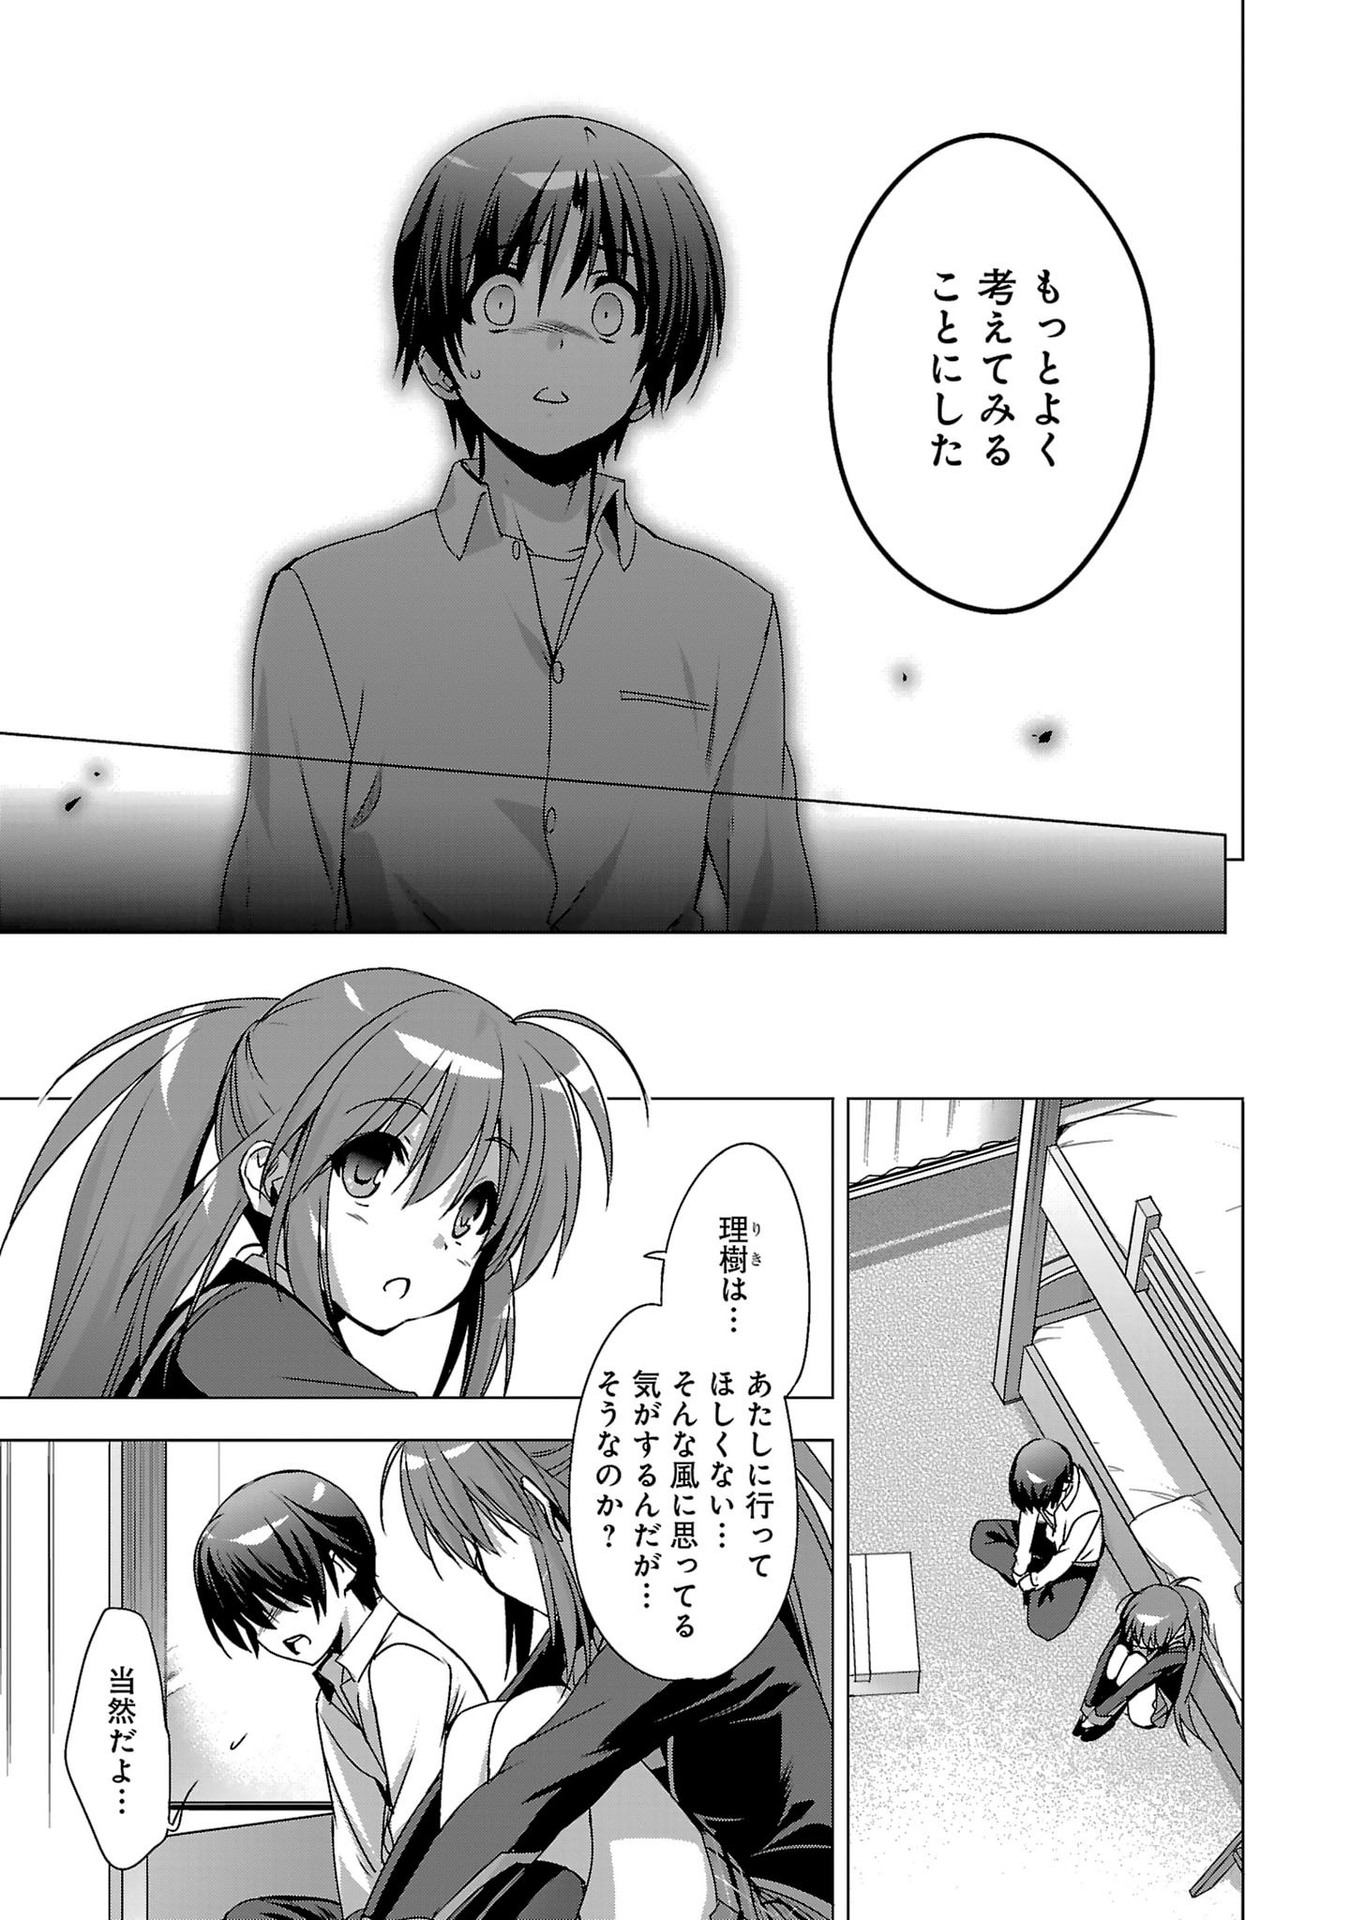 もっとよく
考えてみる
ことにした
理樹は…
りき
あたしに行って
ほしくない…
そんな風に思ってる
気がするんだが…
そうなのか？
当然だよ…